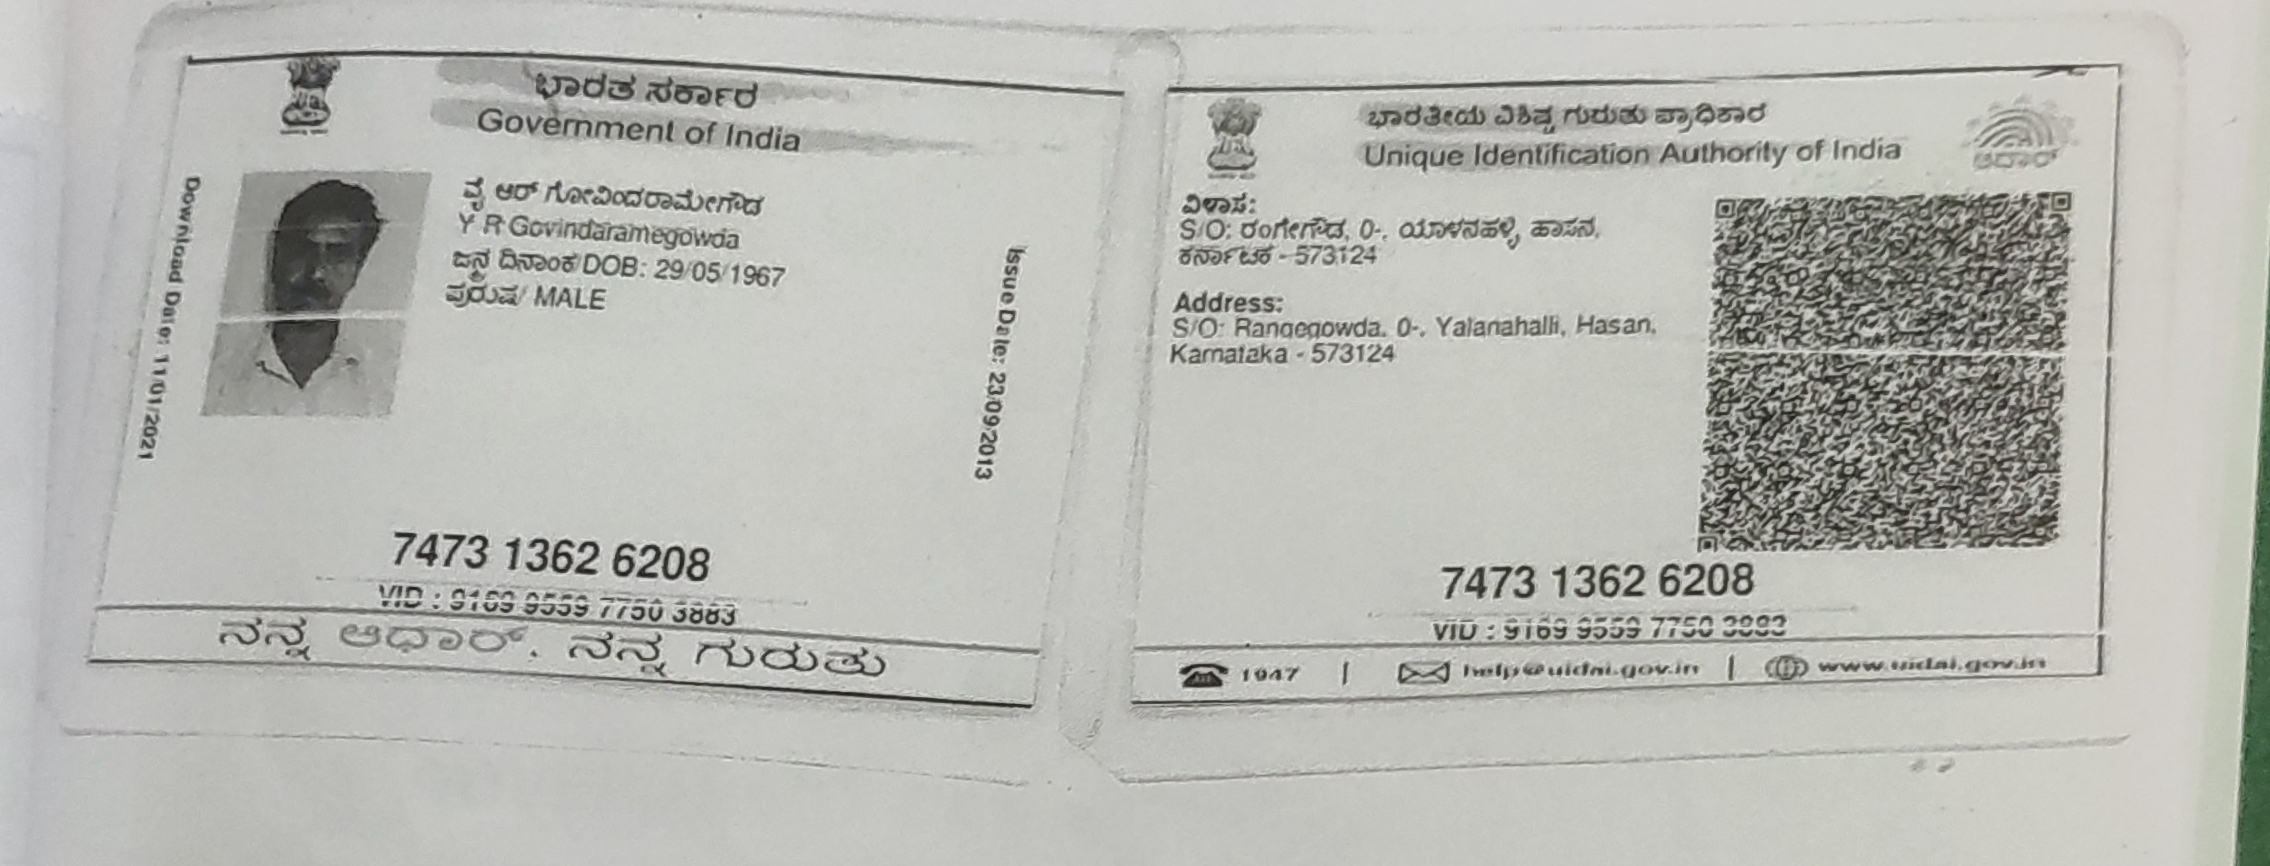 ಭಾರತ ಸರ್ಕಾರ
Government of India
Download Date: 11/01/2021
ವೈ ಆರ್ ಗೋವಿಂದರಾಮೇಗೌಡ
Y R Govindaramegowda
ಜನ್ಮ ದಿನಾಂಕ/DOB: 29/05/1967
ಪುರುಷ/ MALE
Issue Date: 23/09/2013
7473 1362 6208
VID : 9169 9559 7750 3883
ನನ್ನ ಆಧಾರ್, ನನ್ನ ಗುರುತು
ಭಾರತೀಯ ವಿಶಿಷ್ಟ ಗುರುತು ಪ್ರಾಧಿಕಾರ
Unique Identification Authority of India
ಆಧಾರ್
ವಿಳಾಸ:
S/O: ರಂಗೇಗೌಡ, 0-, ಯಾಳನಹಳ್ಳಿ, ಹಾಸನ,
ಕರ್ನಾಟಕ - 573124
Address:
S/O: Rangegowda, 0-, Yalanahalli, Hasan,
Karnataka - 573124
7473 1362 6208
VID : 9169 9559 7750 3883
1947 | help@uidai.gov.in | www.uidai.gov.in